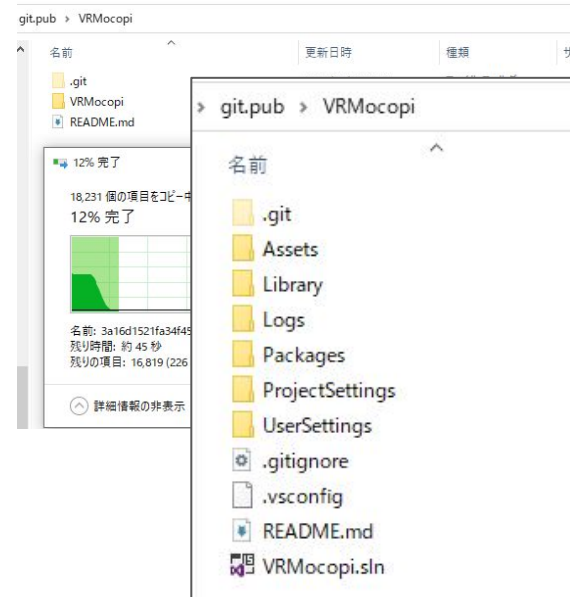 git.pub › VRMocopi
名前 更新日時 種類
.git
VRMocopi
README.md
12% 完了
18,231 個の項目をコピー中
12% 完了
名前: 3a16d1521fa34f45
残り時間: 約 45 秒
残りの項目: 16,819 (226
詳細情報の非表示
› git.pub › VRMocopi
名前
.git
Assets
Library
Logs
Packages
ProjectSettings
UserSettings
.gitignore
.vsconfig
README.md
VRMocopi.sln